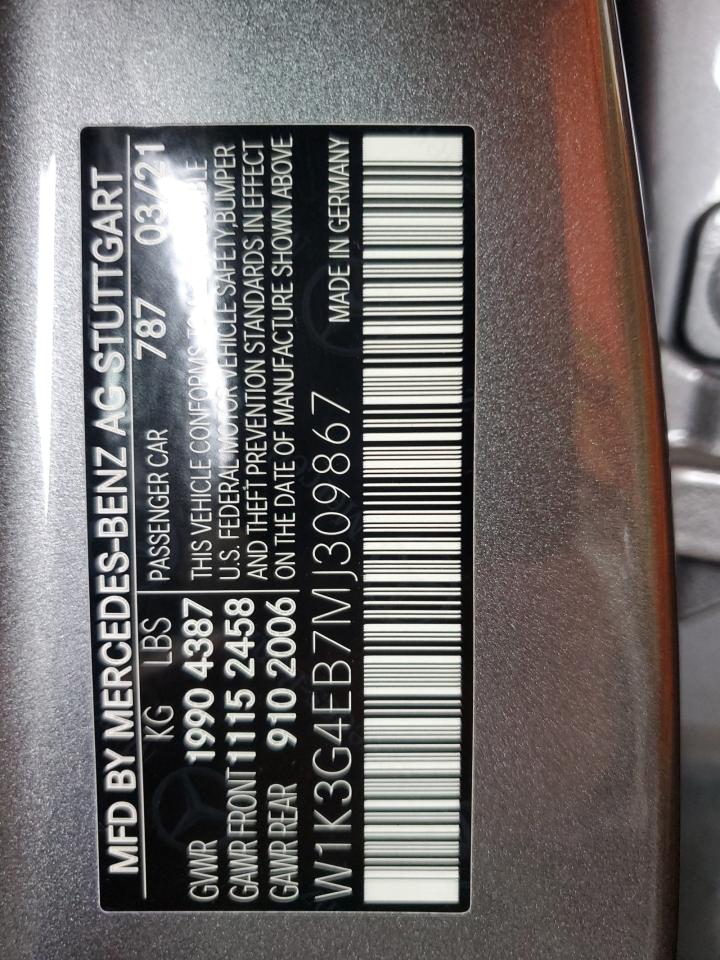 MFD BY MERCEDES-BENZ AG STUTTGART
KG LBS PASSENGER CAR 787 03/21
GVWR 1990 4387 THIS VEHICLE CONFORMS TO
GAWR FRONT 1115 2458 U.S. FEDERAL MOTOR VEHICLE SAFETY, BUMPER
GAWR REAR 910 2006 AND THEFT PREVENTION STANDARDS IN EFFECT
ON THE DATE OF MANUFACTURE SHOWN ABOVE
W1K3G4EB7MJ309867 MADE IN GERMANY